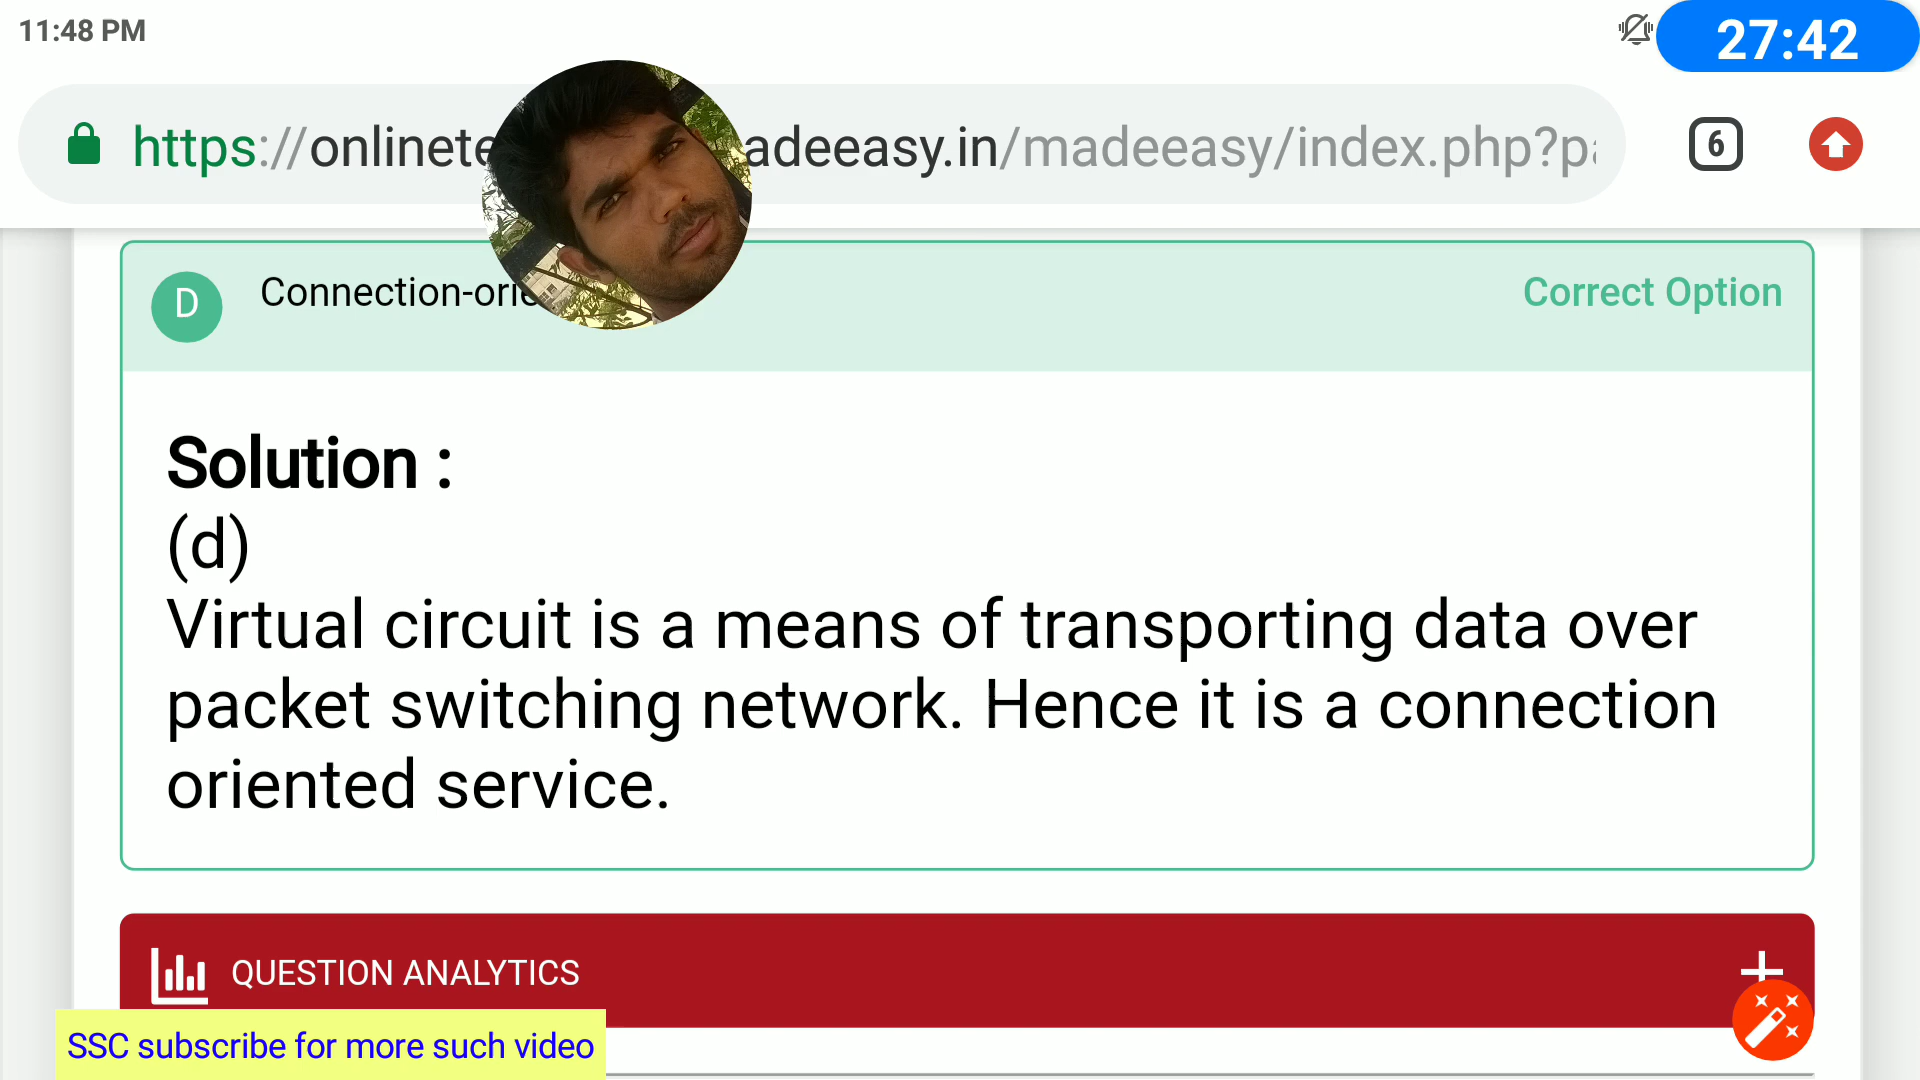 11:48 PM
27:42
https://onlinete adeeasy.in/madeeasy/index.php?pa
6
D
Connection-orie
Correct Option
Solution :
(d)
Virtual circuit is a means of transporting data over
packet switching network. Hence it is a connection
oriented service.
QUESTION ANALYTICS
SSC subscribe for more such video